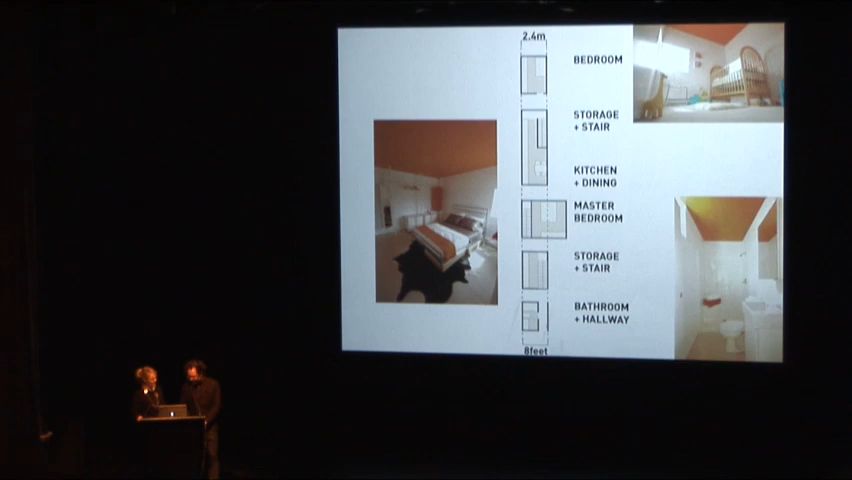 2.4m
BEDROOM
STORAGE
+ STAIR
KITCHEN
+ DINING
MASTER
BEDROOM
STORAGE
+ STAIR
BATHROOM
+ HALLWAY
8feet